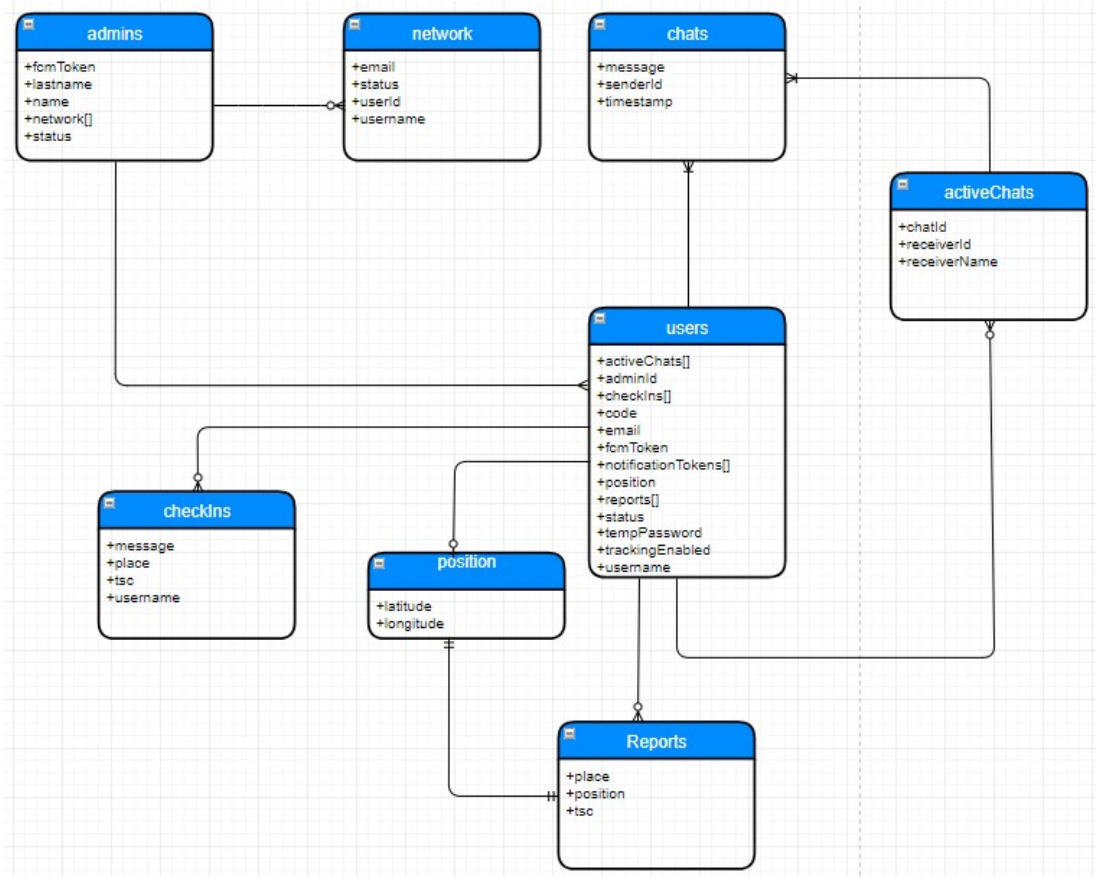 admins
+fcmToken
+lastname
+name
+network[]
+status
network
+email
+status
+userId
+username
chats
+message
+senderId
+timestamp
activeChats
+chatId
+receiverId
+receiverName
users
+activeChats[]
+adminId
+checkIns[]
+code
+email
+fcmToken
+notificationTokens[]
+position
+reports[]
+status
+tempPassword
+trackingEnabled
+username
checkIns
+message
+place
+tsc
+username
position
+latitude
+longitude
Reports
+place
+position
+tsc